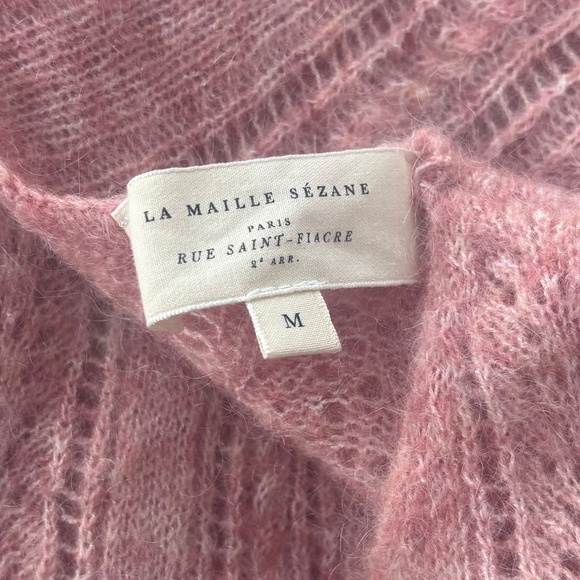 LA MAILLE SÉZANE
PARIS
RUE SAINT-FIACRE
2e ARR.
M